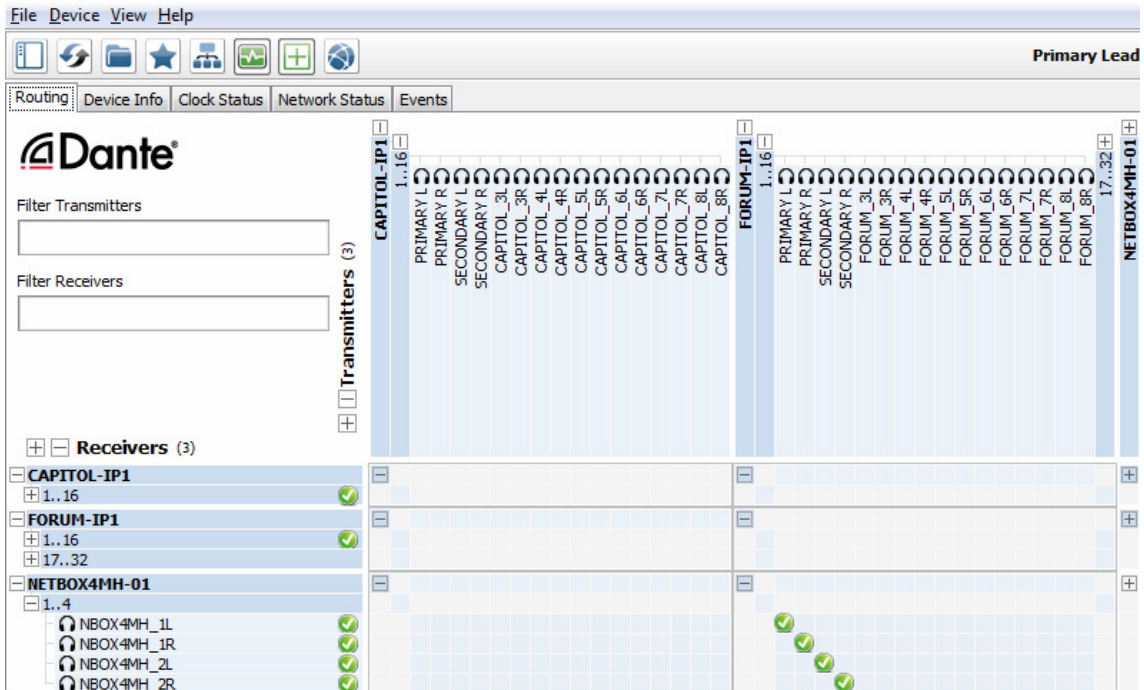 File Device View Help
Primary Lead
Routing Device Info Clock Status Network Status Events
Dante®
Filter Transmitters
Filter Receivers
Transmitters (3)
CAPITOL-IP1
1..16
PRIMARY L
PRIMARY R
SECONDARY L
SECONDARY R
CAPITOL_3L
CAPITOL_3R
CAPITOL_4L
CAPITOL_4R
CAPITOL_5L
CAPITOL_5R
CAPITOL_6L
CAPITOL_6R
CAPITOL_7L
CAPITOL_7R
CAPITOL_8L
CAPITOL_8R
FORUM-IP1
1..16
PRIMARY L
PRIMARY R
SECONDARY L
SECONDARY R
FORUM_3L
FORUM_3R
FORUM_4L
FORUM_4R
FORUM_5L
FORUM_5R
FORUM_6L
FORUM_6R
FORUM_7L
FORUM_7R
FORUM_8L
FORUM_8R
17..32
NETBOX4MH-01
Receivers (3)
CAPITOL-IP1
1..16
FORUM-IP1
1..16
17..32
NETBOX4MH-01
1..4
NBOX4MH_1L
NBOX4MH_1R
NBOX4MH_2L
NBOX4MH_2R